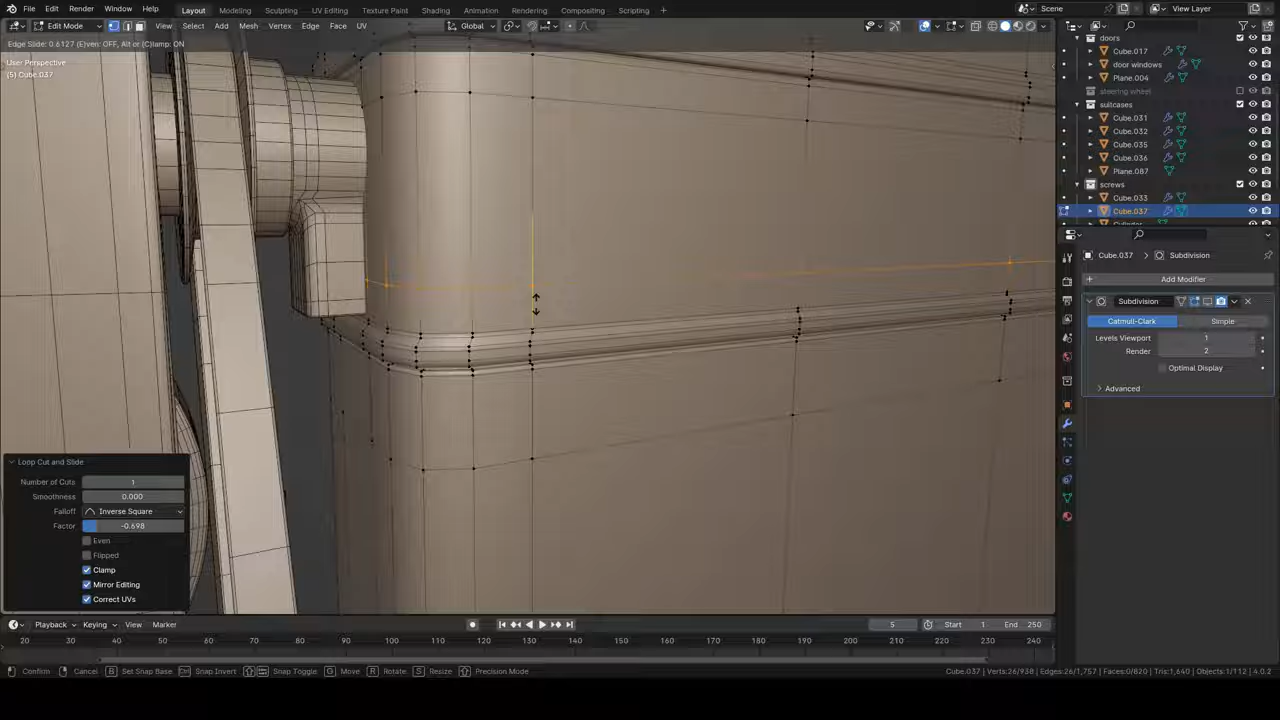 File Edit Render Window Help Layout Modeling Sculpting UV Editing Texture Paint Shading Animation Rendering Compositing Scripting Scene View Layer
Edit Mode View Select Add Mesh Vertex Edge Face UV Global
Edge Slide: 0.6127 (E)ven: OFF, Alt or (C)lamp: ON
User Perspective
(5) Cube.037
doors
Cube.017
door windows
Plane.004
steering wheel
suitcases
Cube.031
Cube.032
Cube.035
Cube.036
Plane.087
screws
Cube.033
Cube.037
Cube.037 > Subdivision
Add Modifier
Subdivision
Catmull-Clark Simple
Levels Viewport 1
Render 2
Optimal Display
Advanced
Loop Cut and Slide
Number of Cuts 1
Smoothness 0.000
Falloff Inverse Square
Factor -0.698
Even
Flipped
Clamp
Mirror Editing
Correct UVs
Playback Keying View Marker 5 Start 1 End 250
20 30 40 50 60 70 80 90 100 110 120 130 140 150 160 170 180 190 200 210 220 230 240
Confirm Cancel Set Snap Base Snap Invert Snap Toggle G Move R Rotate S Resize Precision Mode Cube.037 | Verts:26/938 | Edges:26/1,757 | Faces:0/820 | Tris:1,640 | Objects:1/112 | 4.0.2